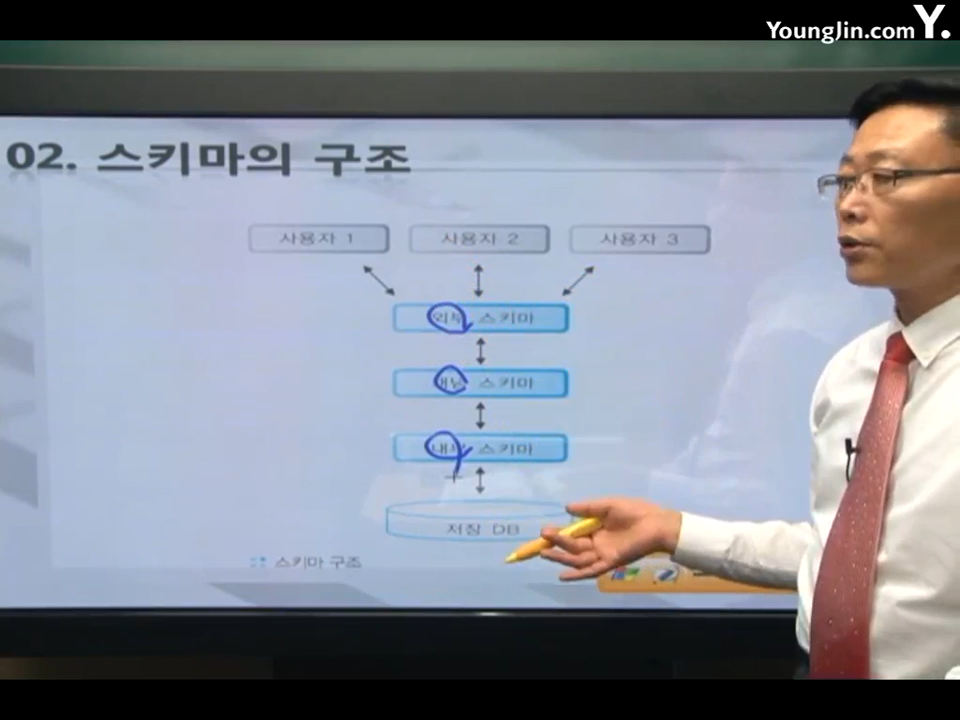 YoungJin.com Y.
02. 스키마의 구조
사용자 1
사용자 2
사용자 3
외부 스키마
개념 스키마
내부 스키마
저장 DB
스키마 구조